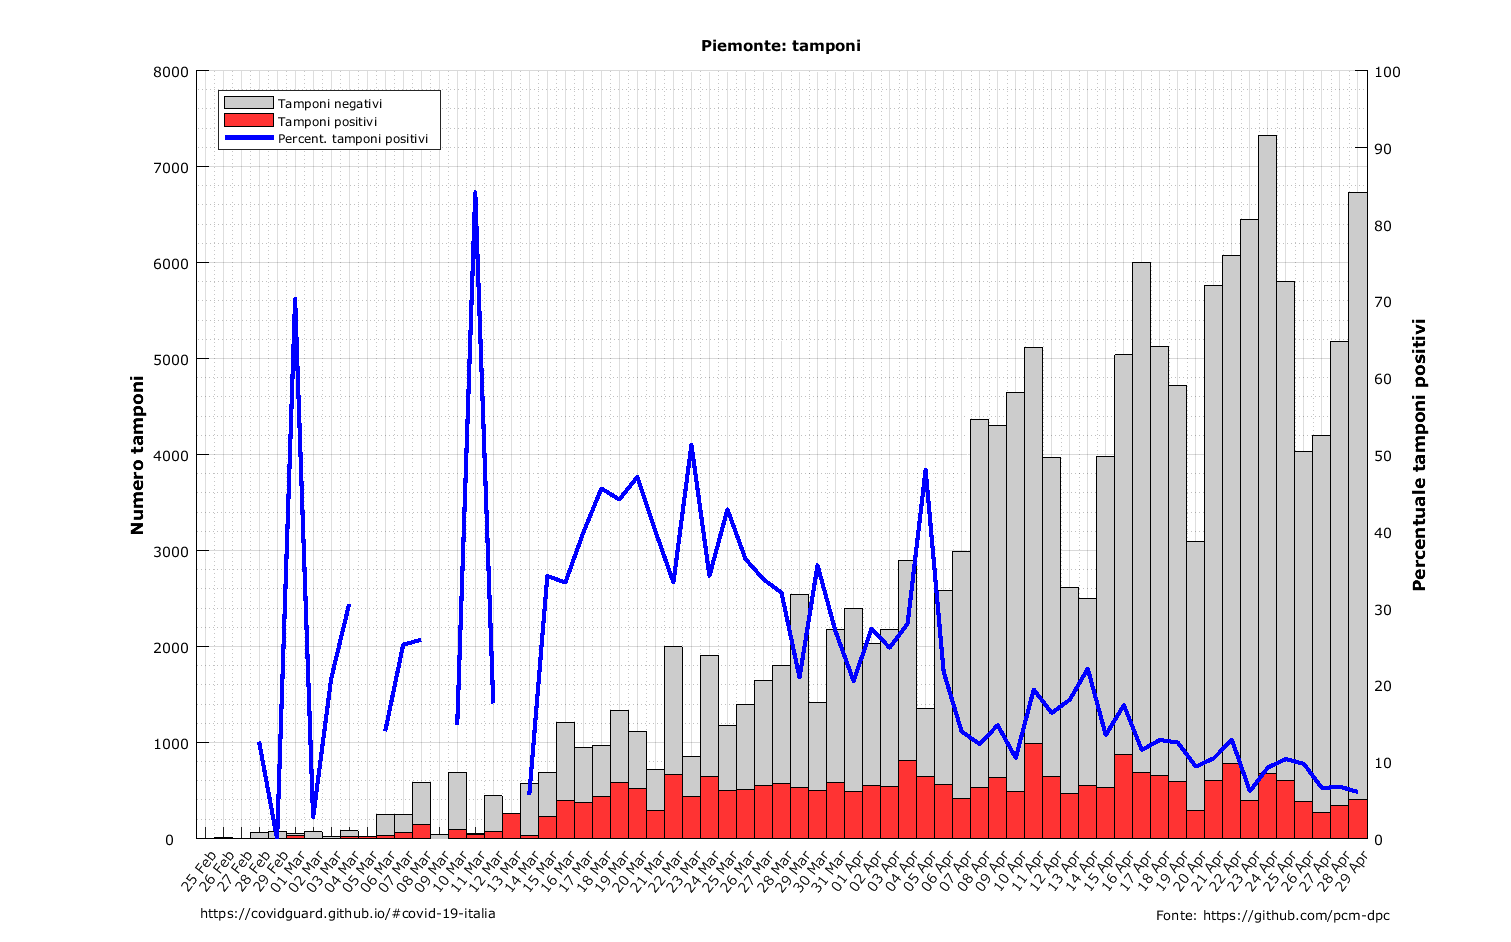 Piemonte: tamponi
Tamponi negativi
Tamponi positivi
Percent. tamponi positivi
Numero tamponi
8000
7000
6000
5000
4000
3000
2000
1000
0
Percentuale tamponi positivi
100
90
80
70
60
50
40
30
20
10
0
25 Feb
26 Feb
27 Feb
28 Feb
29 Feb
01 Mar
02 Mar
03 Mar
04 Mar
05 Mar
06 Mar
07 Mar
08 Mar
09 Mar
10 Mar
11 Mar
12 Mar
13 Mar
14 Mar
15 Mar
16 Mar
17 Mar
18 Mar
19 Mar
20 Mar
21 Mar
22 Mar
23 Mar
24 Mar
25 Mar
26 Mar
27 Mar
28 Mar
29 Mar
30 Mar
31 Mar
01 Apr
02 Apr
03 Apr
04 Apr
05 Apr
06 Apr
07 Apr
08 Apr
09 Apr
10 Apr
11 Apr
12 Apr
13 Apr
14 Apr
15 Apr
16 Apr
17 Apr
18 Apr
19 Apr
20 Apr
21 Apr
22 Apr
23 Apr
24 Apr
25 Apr
26 Apr
27 Apr
28 Apr
29 Apr
https://covidguard.github.io/#covid-19-italia
Fonte: https://github.com/pcm-dpc